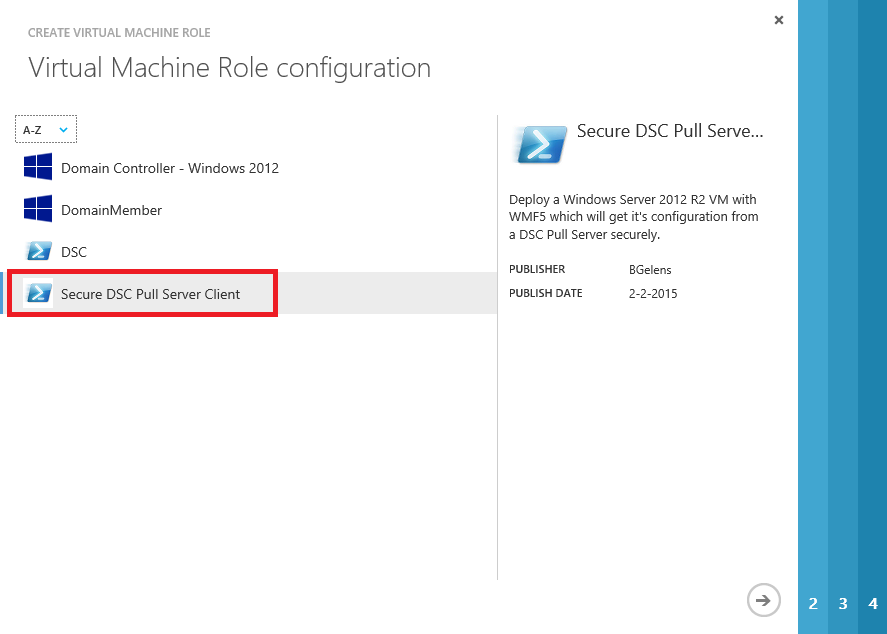 CREATE VIRTUAL MACHINE ROLE
Virtual Machine Role configuration
A-Z
Domain Controller - Windows 2012
DomainMember
DSC
Secure DSC Pull Server Client
Secure DSC Pull Serve...
Deploy a Windows Server 2012 R2 VM with
WMF5 which will get it's configuration from
a DSC Pull Server securely.
PUBLISHER BGelens
PUBLISH DATE 2-2-2015
2 3 4